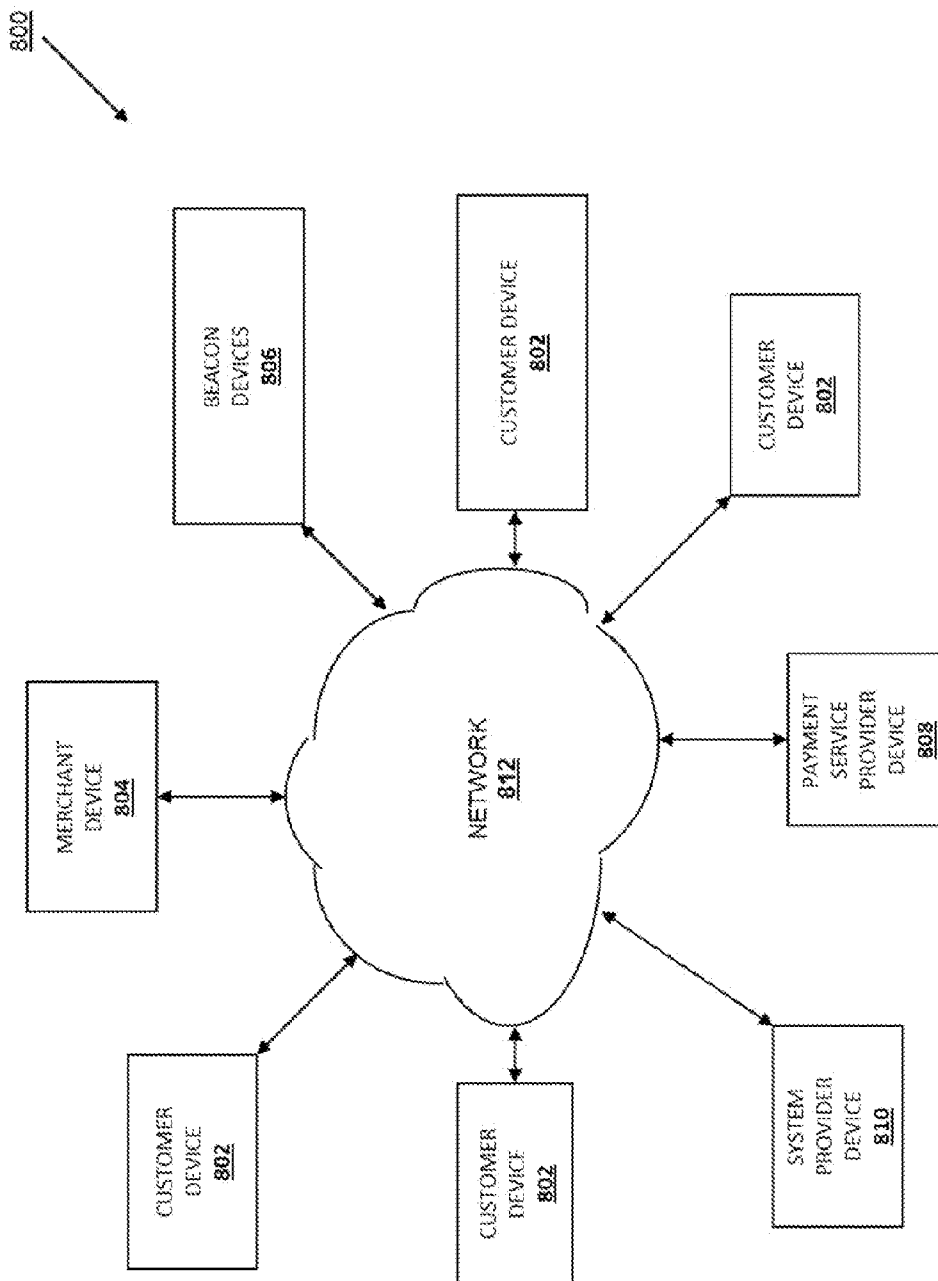 800
MERCHANT
DEVICE
804
CUSTOMER
DEVICE
802
BEACON
DEVICES
806
CUSTOMER
DEVICE
802
NETWORK
812
CUSTOMER DEVICE
802
CUSTOMER
DEVICE
802
SYSTEM
PROVIDER
DEVICE
810
PAYMENT
SERVICE
PROVIDER
DEVICE
808